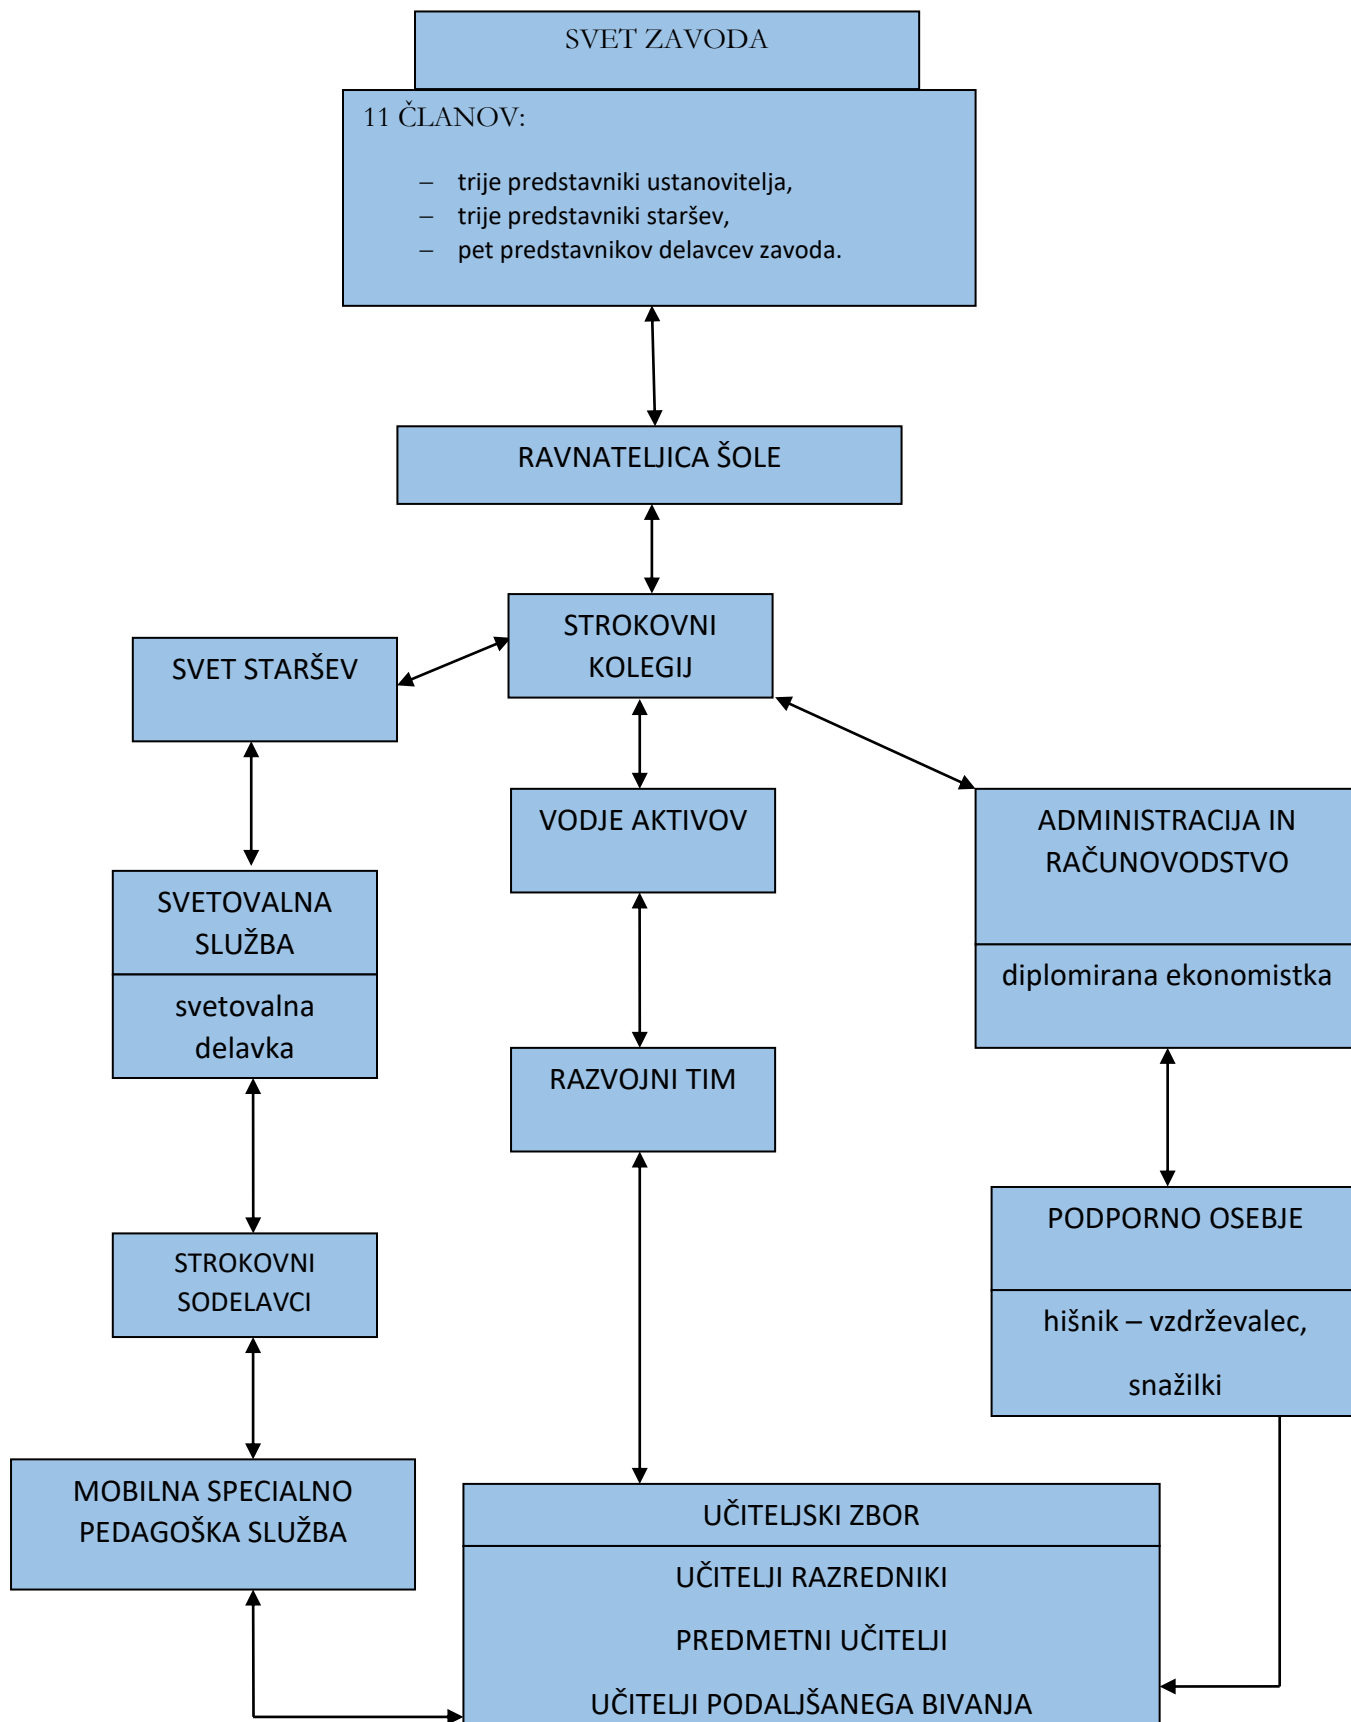 SVET ZAVODA
11 ČLANOV:
– trije predstavniki ustanovitelja,
– trije predstavniki staršev,
– pet predstavnikov delavcev zavoda.
RAVNATELJICA ŠOLE
STROKOVNI
KOLEGIJ
SVET STARŠEV
VODJE AKTIVOV
ADMINISTRACIJA IN
RAČUNOVODSTVO
diplomirana ekonomistka
SVETOVALNA
SLUŽBA
svetovalna
delavka
RAZVOJNI TIM
PODPORNO OSEBJE
hišnik – vzdrževalec,
snažilki
STROKOVNI
SODELAVCI
MOBILNA SPECIALNO
PEDAGOŠKA SLUŽBA
UČITELJSKI ZBOR
UČITELJI RAZREDNIKI
PREDMETNI UČITELJI
UČITELJI PODALJŠANEGA BIVANJA